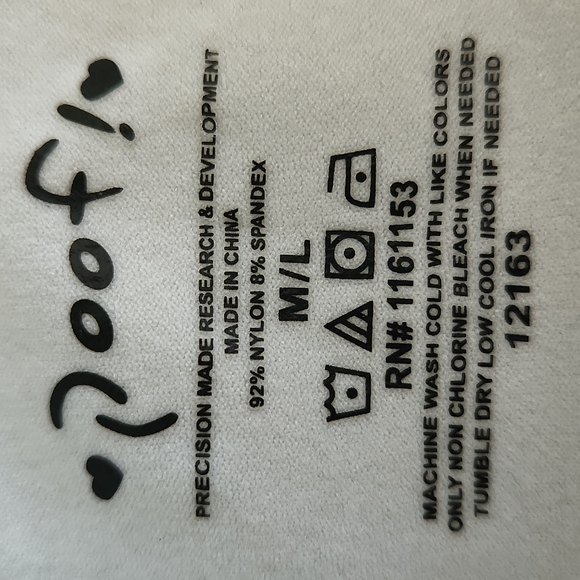 Poof!
PRECISION MADE RESEARCH & DEVELOPMENT
MADE IN CHINA
92% NYLON 8% SPANDEX
M/L
RN# 1161153
MACHINE WASH COLD WITH LIKE COLORS
ONLY NON CHLORINE BLEACH WHEN NEEDED
TUMBLE DRY LOW COOL IRON IF NEEDED
12163